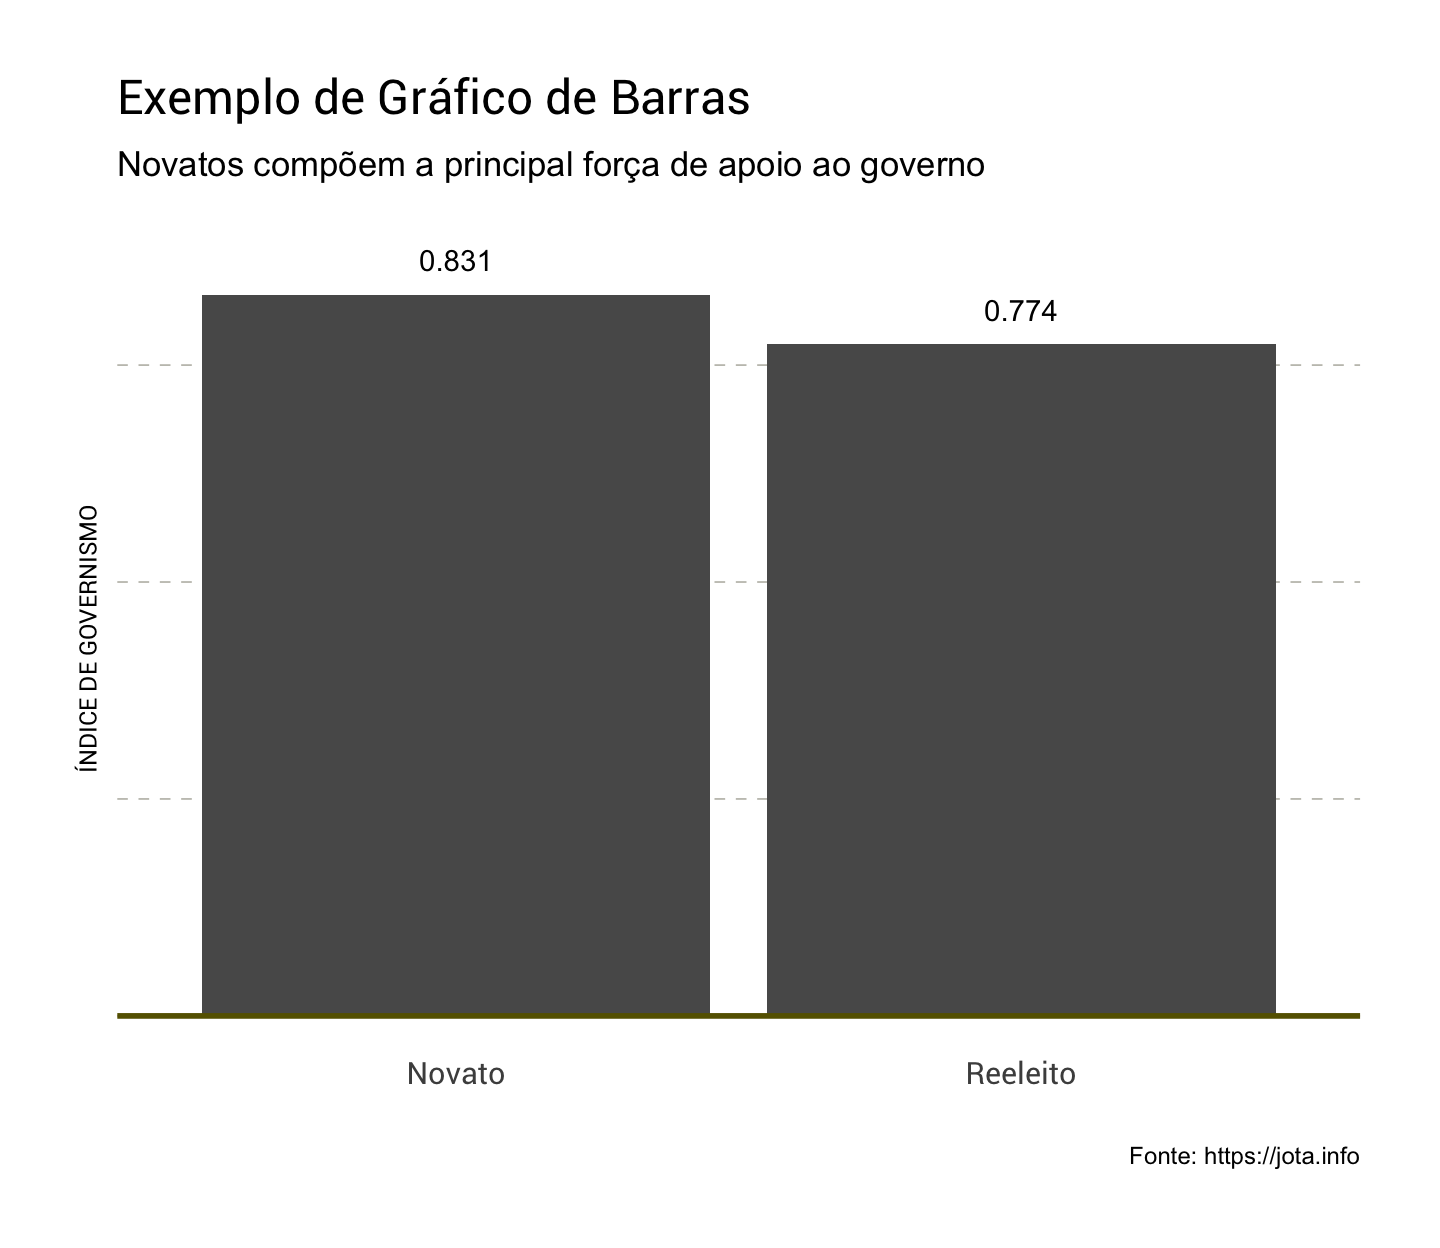 Exemplo de Gráfico de Barras
Novatos compõem a principal força de apoio ao governo
0.831
0.774
ÍNDICE DE GOVERNISMO
Novato
Reeleito
Fonte: https://jota.info